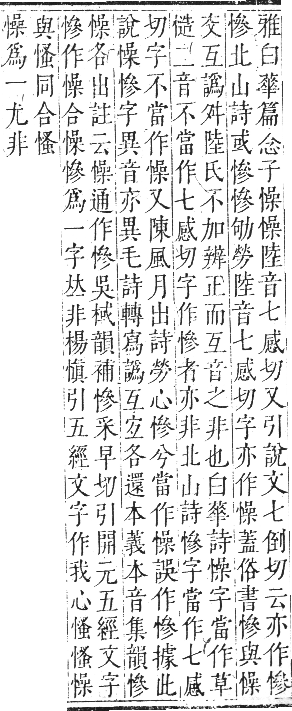 雅白華篇念子懆懆陸音七感切又引說文七倒切云亦作慘
慘北山詩或慘慘劬勞陸音七感切字亦作懆蓋俗書慘與懆
交互譌舛陸氏不加辨正而互音之非也白華詩懆字當作草
慥二音不當作七感切字作慘者亦非北山詩慘字當作七感
切字不當作懆又陳風月出詩勞心慘兮當作懆誤作慘據此
說懆慘字異音亦異毛詩轉寫譌互宐各還本義本音集韻慘
懆各出註云懆通作慘吳棫韻補慘采早切引開元五經文字
慘作懆合懆慘爲一字𠀤非楊愼引五經文字作我心慅慅懆
與慅同合慅
懆爲一尤非